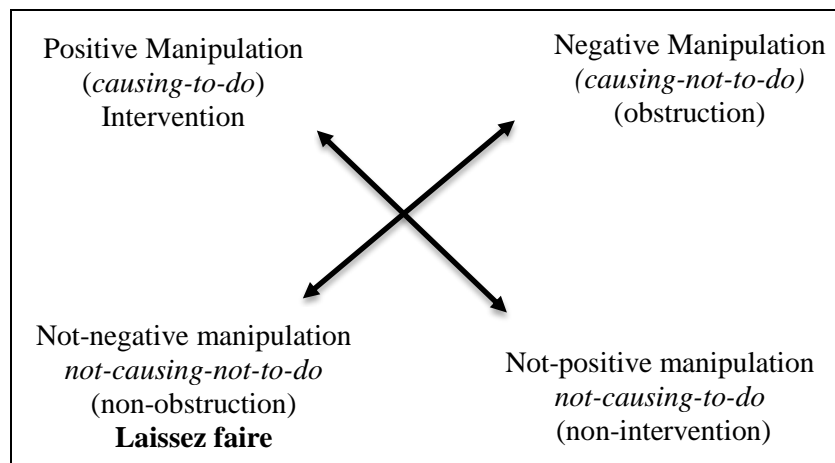 Positive Manipulation
(causing-to-do)
Intervention
Negative Manipulation
(causing-not-to-do)
(obstruction)
Not-negative manipulation
not-causing-not-to-do
(non-obstruction)
Laissez faire
Not-positive manipulation
not-causing-to-do
(non-intervention)